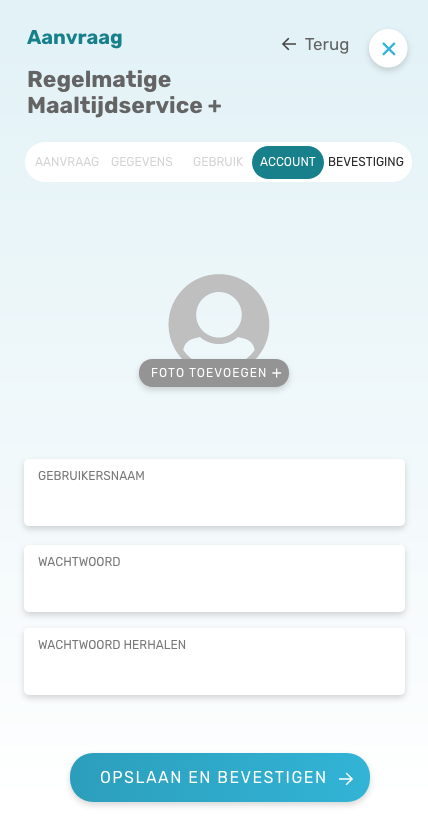 Aanvraag
← Terug
Regelmatige
Maaltijdservice +
AANVRAAG GEGEVENS GEBRUIK ACCOUNT BEVESTIGING
FOTO TOEVOEGEN +
GEBRUIKERSNAAM
WACHTWOORD
WACHTWOORD HERHALEN
OPSLAAN EN BEVESTIGEN →